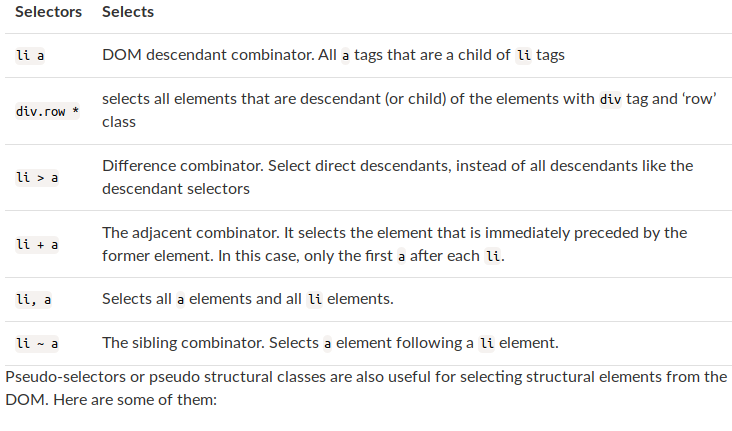 Selectors Selects
li a DOM descendant combinator. All a tags that are a child of li tags
div.row * selects all elements that are descendant (or child) of the elements with div tag and ‘row’
class
li > a Difference combinator. Select direct descendants, instead of all descendants like the
descendant selectors
li + a The adjacent combinator. It selects the element that is immediately preceded by the
former element. In this case, only the first a after each li.
li, a Selects all a elements and all li elements.
li ~ a The sibling combinator. Selects a element following a li element.
Pseudo-selectors or pseudo structural classes are also useful for selecting structural elements from the
DOM. Here are some of them: